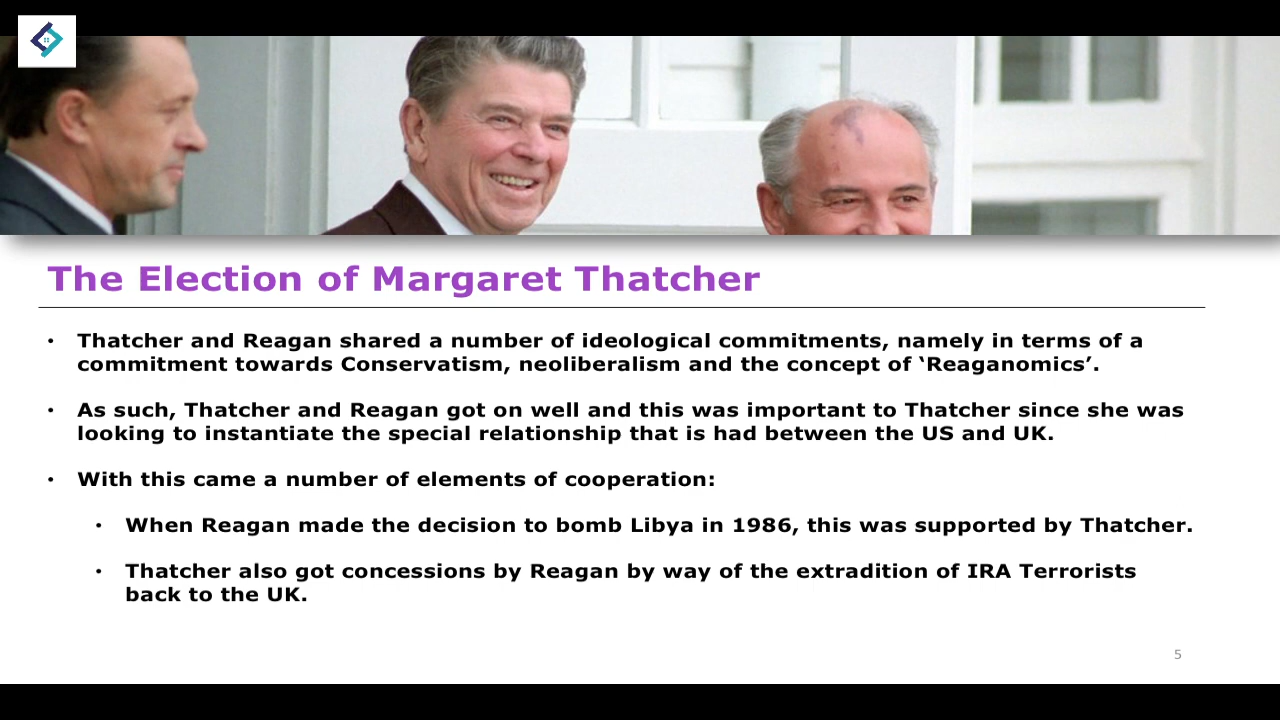 The Election of Margaret Thatcher
• Thatcher and Reagan shared a number of ideological commitments, namely in terms of a
commitment towards Conservatism, neoliberalism and the concept of ‘Reaganomics’.
• As such, Thatcher and Reagan got on well and this was important to Thatcher since she was
looking to instantiate the special relationship that is had between the US and UK.
• With this came a number of elements of cooperation:
• When Reagan made the decision to bomb Libya in 1986, this was supported by Thatcher.
• Thatcher also got concessions by Reagan by way of the extradition of IRA Terrorists
back to the UK.
5